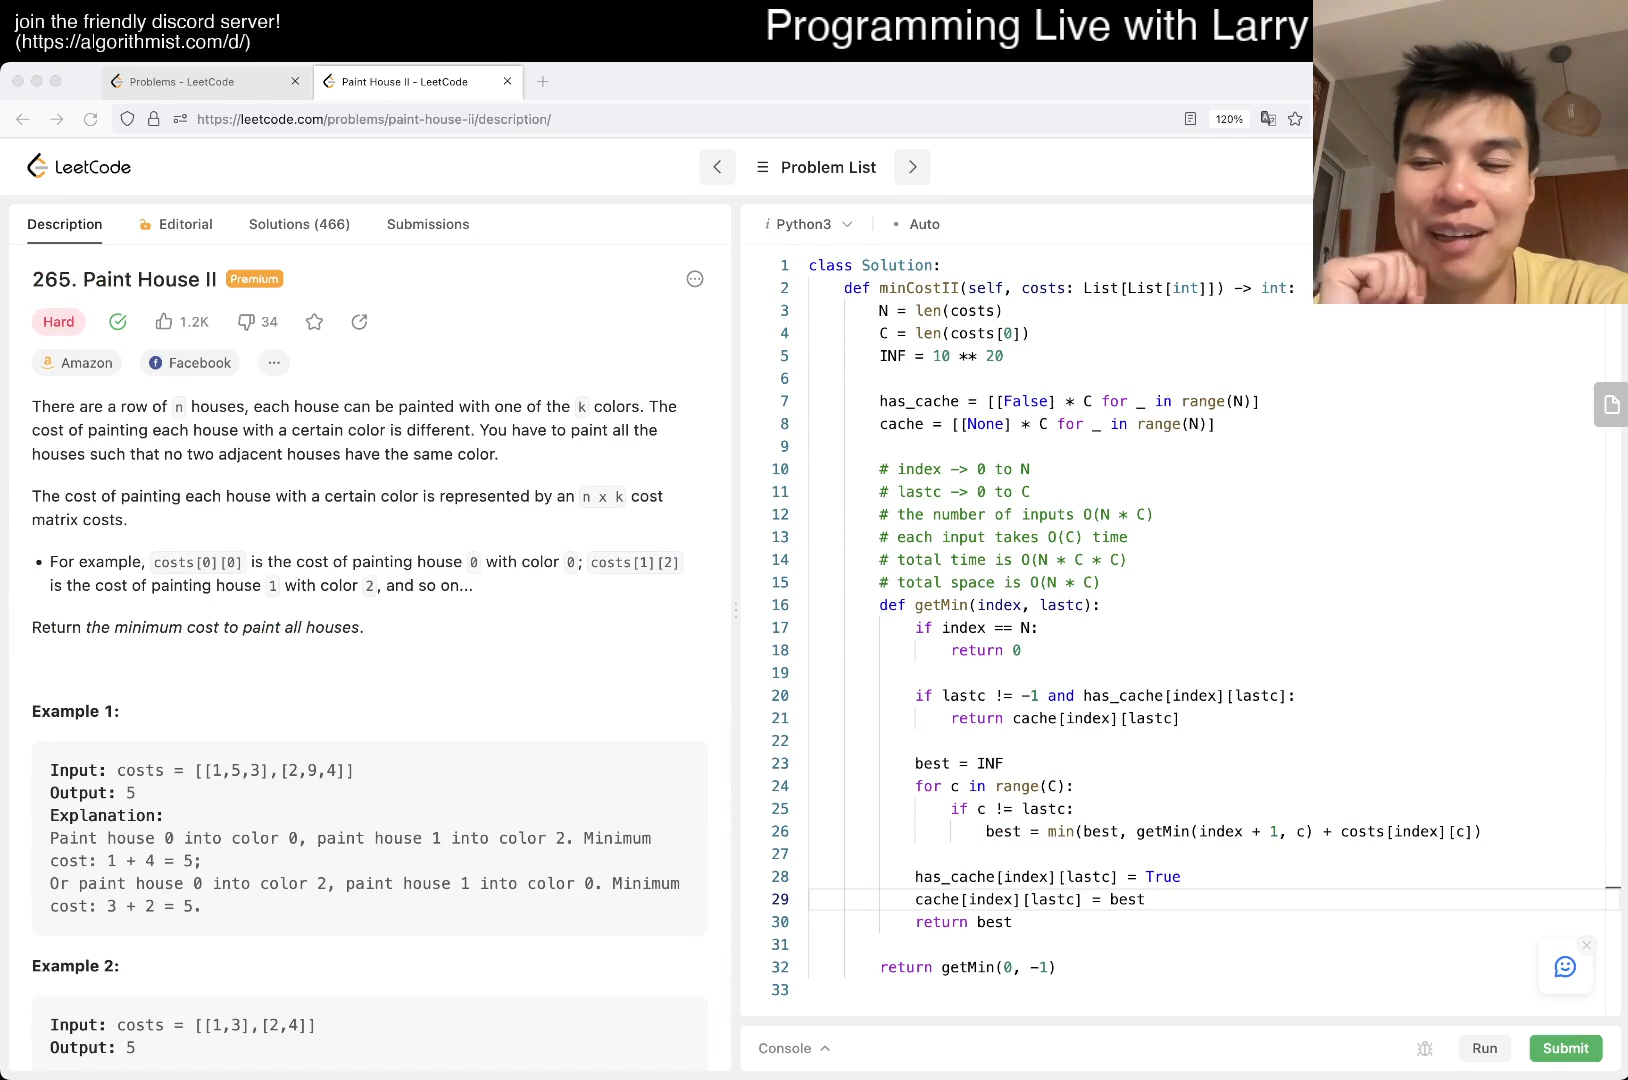 join the friendly discord server!
(https://algorithmist.com/d/)
Programming Live with Larry
Problems - LeetCode
Paint House II - LeetCode
https://leetcode.com/problems/paint-house-ii/description/
120%
LeetCode
Problem List
Description
Editorial
Solutions (466)
Submissions
265. Paint House II
Premium
Hard
1.2K
34
Amazon
Facebook
There are a row of n houses, each house can be painted with one of the k colors. The
cost of painting each house with a certain color is different. You have to paint all the
houses such that no two adjacent houses have the same color.
The cost of painting each house with a certain color is represented by an n x k cost
matrix costs.
• For example, costs[0][0] is the cost of painting house 0 with color 0; costs[1][2]
is the cost of painting house 1 with color 2, and so on...
Return the minimum cost to paint all houses.
Example 1:
Input: costs = [[1,5,3],[2,9,4]]
Output: 5
Explanation:
Paint house 0 into color 0, paint house 1 into color 2. Minimum
cost: 1 + 4 = 5;
Or paint house 0 into color 2, paint house 1 into color 0. Minimum
cost: 3 + 2 = 5.
Example 2:
Input: costs = [[1,3],[2,4]]
Output: 5
i Python3
• Auto
1 class Solution:
2 def minCostII(self, costs: List[List[int]]) -> int:
3 N = len(costs)
4 C = len(costs[0])
5 INF = 10 ** 20
6
7 has_cache = [[False] * C for _ in range(N)]
8 cache = [[None] * C for _ in range(N)]
9
10 # index -> 0 to N
11 # lastc -> 0 to C
12 # the number of inputs O(N * C)
13 # each input takes O(C) time
14 # total time is O(N * C * C)
15 # total space is O(N * C)
16 def getMin(index, lastc):
17 if index == N:
18 return 0
19
20 if lastc != -1 and has_cache[index][lastc]:
21 return cache[index][lastc]
22
23 best = INF
24 for c in range(C):
25 if c != lastc:
26 best = min(best, getMin(index + 1, c) + costs[index][c])
27
28 has_cache[index][lastc] = True
29 cache[index][lastc] = best
30 return best
31
32 return getMin(0, -1)
33
Console
Run
Submit